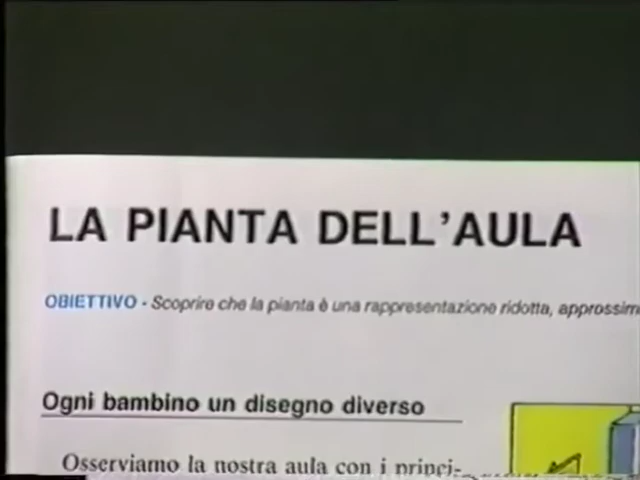 LA PIANTA DELL'AULA
OBIETTIVO - Scoprire che la pianta è una rappresentazione ridotta, approssim
Ogni bambino un disegno diverso
Osserviamo la nostra aula con i princi-